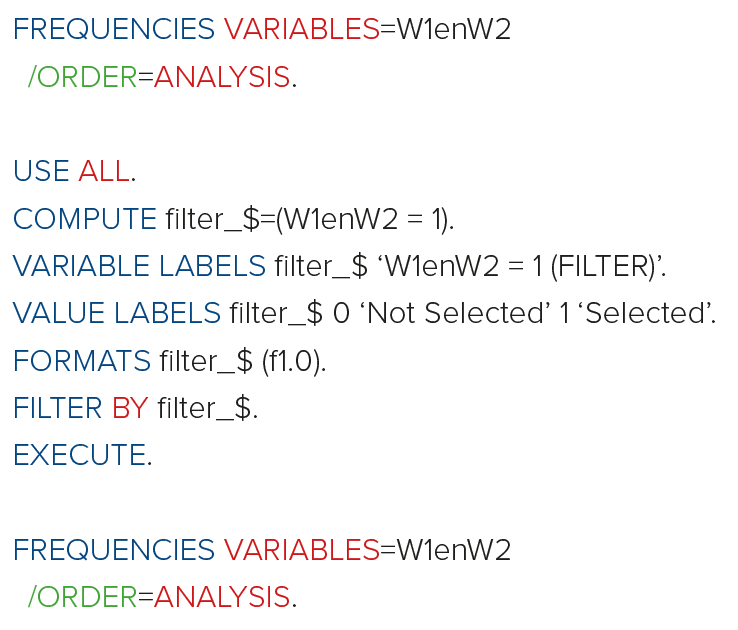 FREQUENCIES VARIABLES=W1enW2
/ORDER=ANALYSIS.
USE ALL.
COMPUTE filter_$=(W1enW2 = 1).
VARIABLE LABELS filter_$ ‘W1enW2 = 1 (FILTER)’.
VALUE LABELS filter_$ 0 ‘Not Selected’ 1 ‘Selected’.
FORMATS filter_$ (f1.0).
FILTER BY filter_$.
EXECUTE.
FREQUENCIES VARIABLES=W1enW2
/ORDER=ANALYSIS.